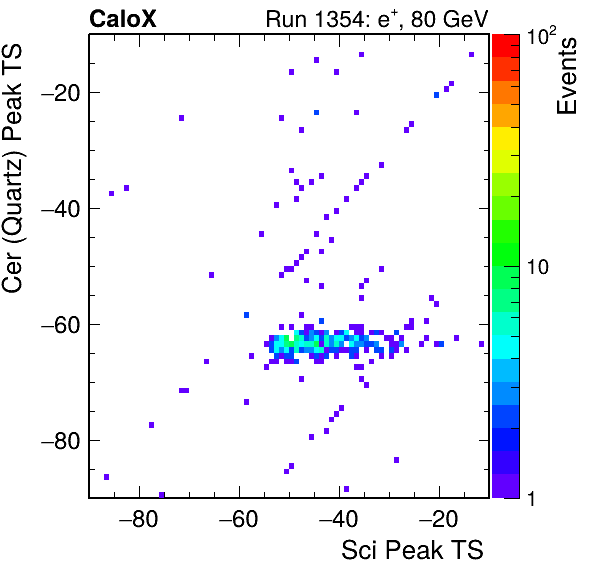 CaloX Run 1354: e⁺, 80 GeV
Cer (Quartz) Peak TS
−20
−40
−60
−80
−80 −60 −40 −20
Sci Peak TS
10²
10
1
Events